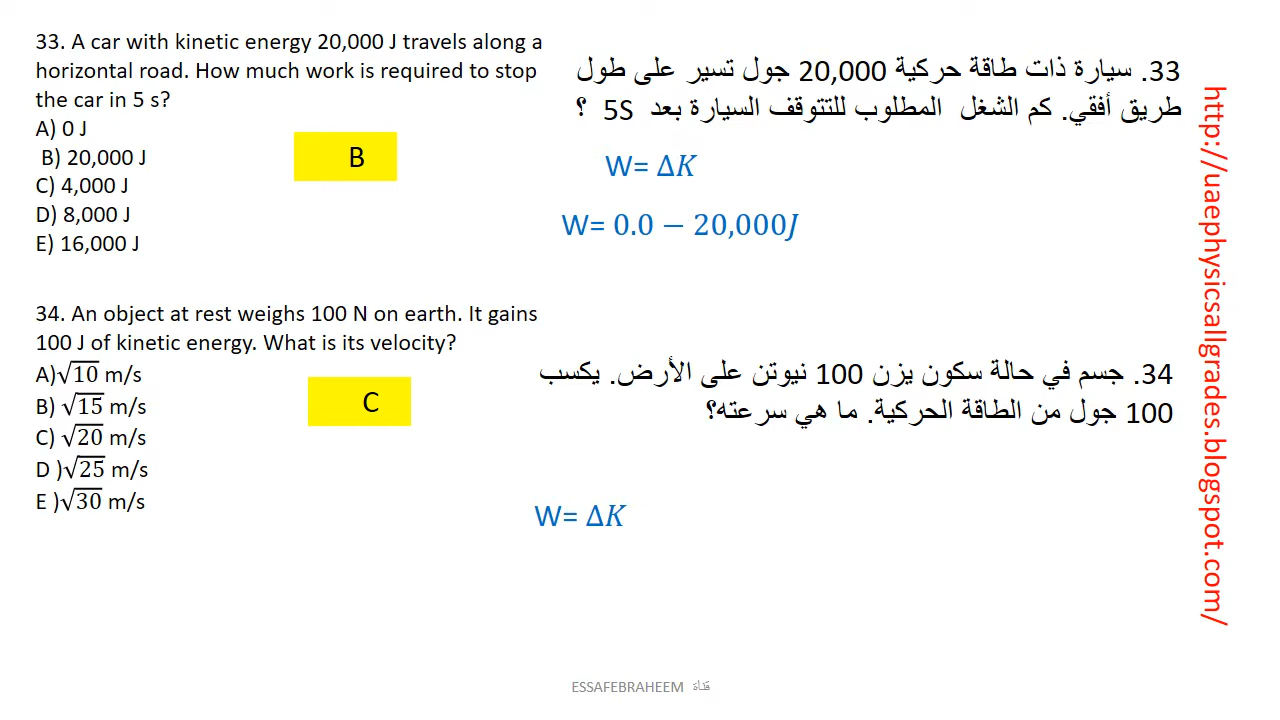 33. A car with kinetic energy 20,000 J travels along a
horizontal road. How much work is required to stop
the car in 5 s?
A) 0 J
B) 20,000 J
C) 4,000 J
D) 8,000 J
E) 16,000 J
B
33. سيارة ذات طاقة حركية 20,000 جول تسير على طول
طريق أفقي. كم الشغل المطلوب للتتوقف السيارة بعد 5S ؟
W= Δ𝐾
W= 0.0 − 20,000𝐽
34. An object at rest weighs 100 N on earth. It gains
100 J of kinetic energy. What is its velocity?
A)√10 m/s
B) √15 m/s
C) √20 m/s
D )√25 m/s
E )√30 m/s
C
34. جسم في حالة سكون يزن 100 نيوتن على الأرض. يكسب
100 جول من الطاقة الحركية. ما هي سرعته؟
W= Δ𝐾
http://uaephysicsallgrades.blogspot.com/
ESSAFEBRAHEEM قناة